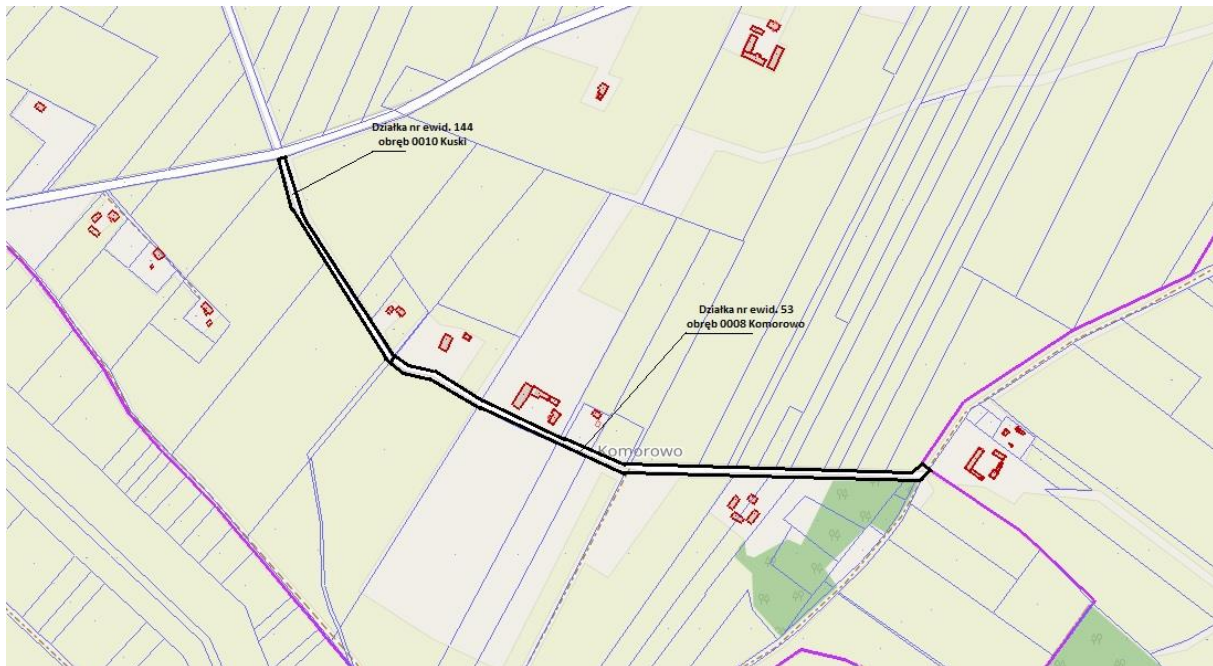 Działka nr ewid. 144
obręb 0010 Kuski
Działka nr ewid. 53
obręb 0008 Komorowo
Komorowo